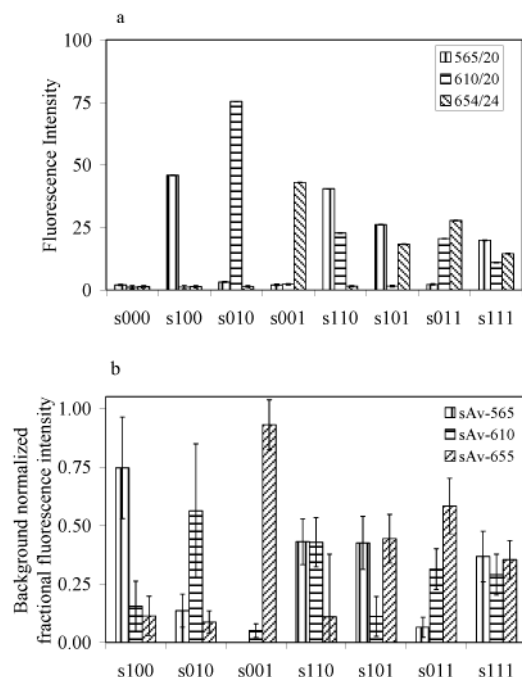 a
100
75
50
25
0
Fluorescence Intensity
565/20
610/20
654/24
s000 s100 s010 s001 s110 s101 s011 s111
b
1.00
0.75
0.50
0.25
0.00
Background normalized
fractional fluorescence intensity
sAv-565
sAv-610
sAv-655
s100 s010 s001 s110 s101 s011 s111